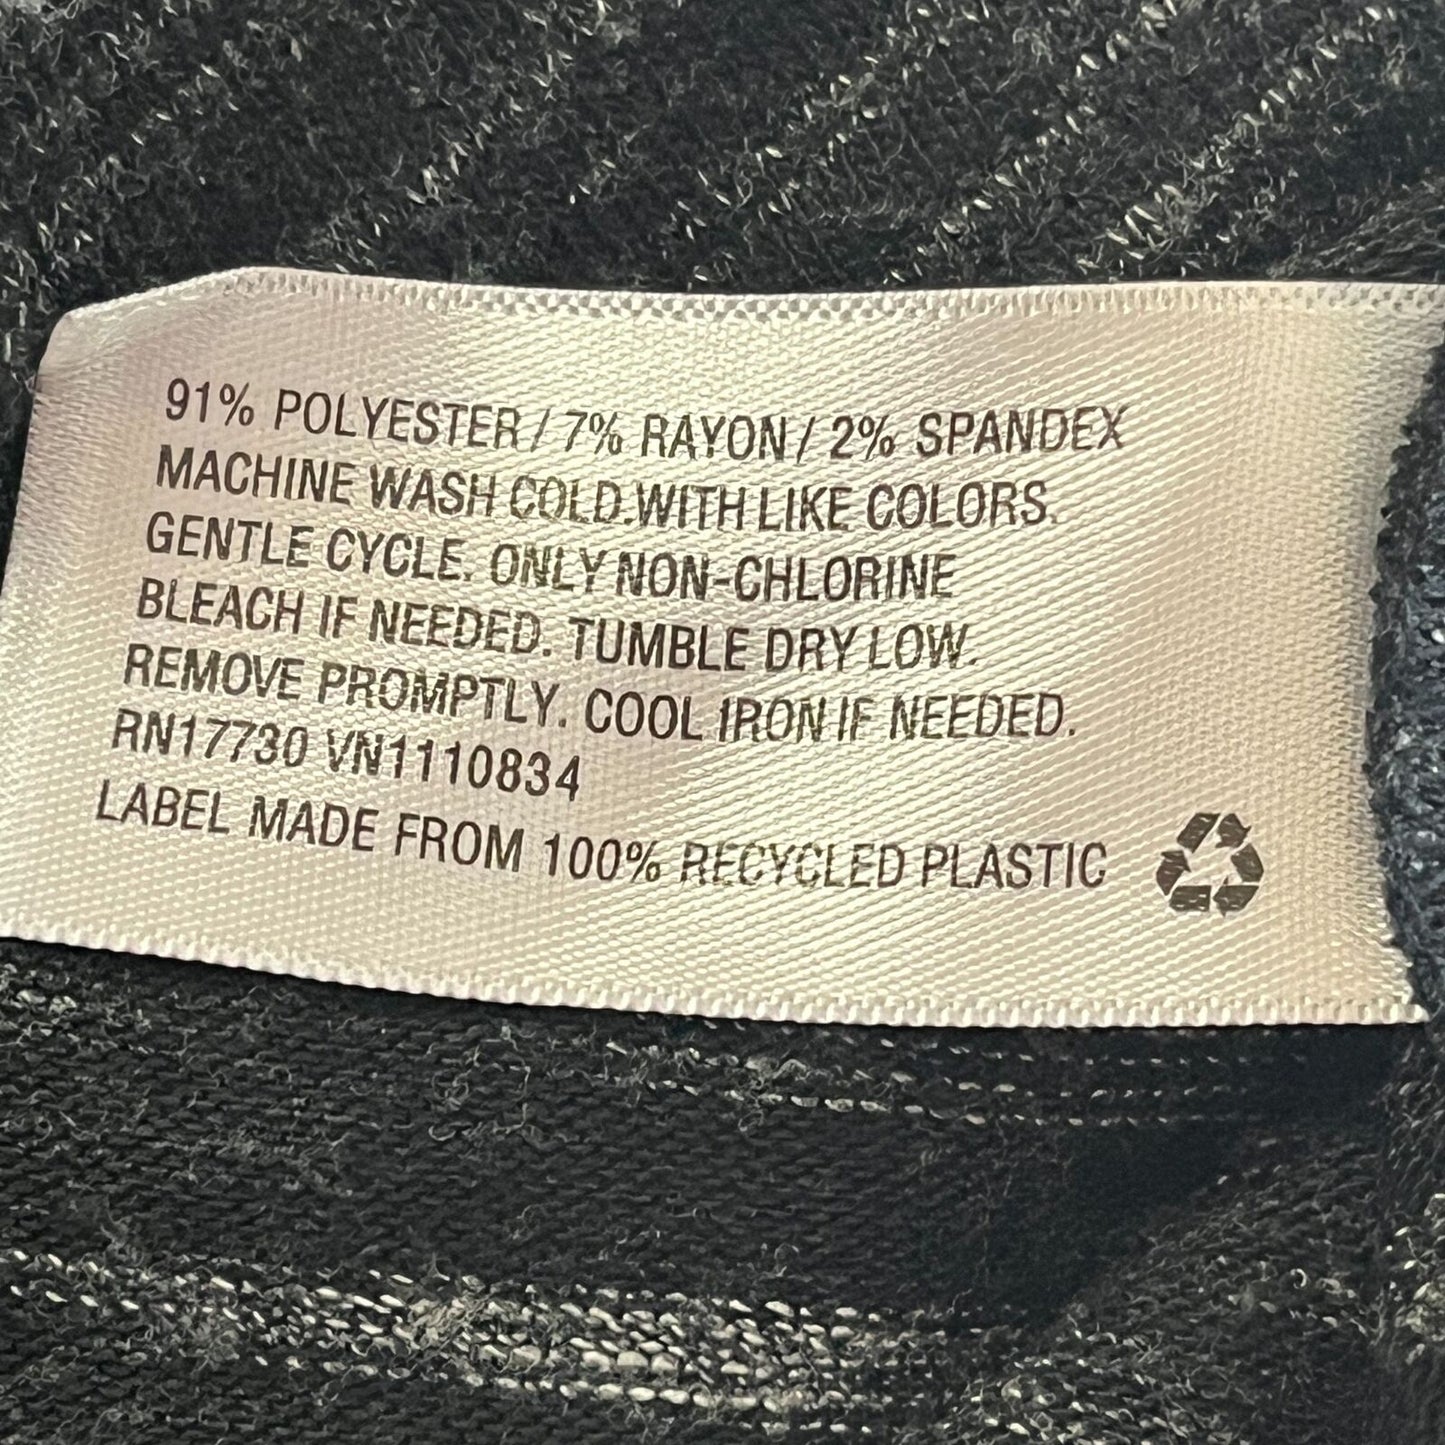 91% POLYESTER / 7% RAYON / 2% SPANDEX
MACHINE WASH COLD.WITH LIKE COLORS.
GENTLE CYCLE. ONLY NON-CHLORINE
BLEACH IF NEEDED. TUMBLE DRY LOW.
REMOVE PROMPTLY. COOL IRON IF NEEDED.
RN17730 VN1110834
LABEL MADE FROM 100% RECYCLED PLASTIC